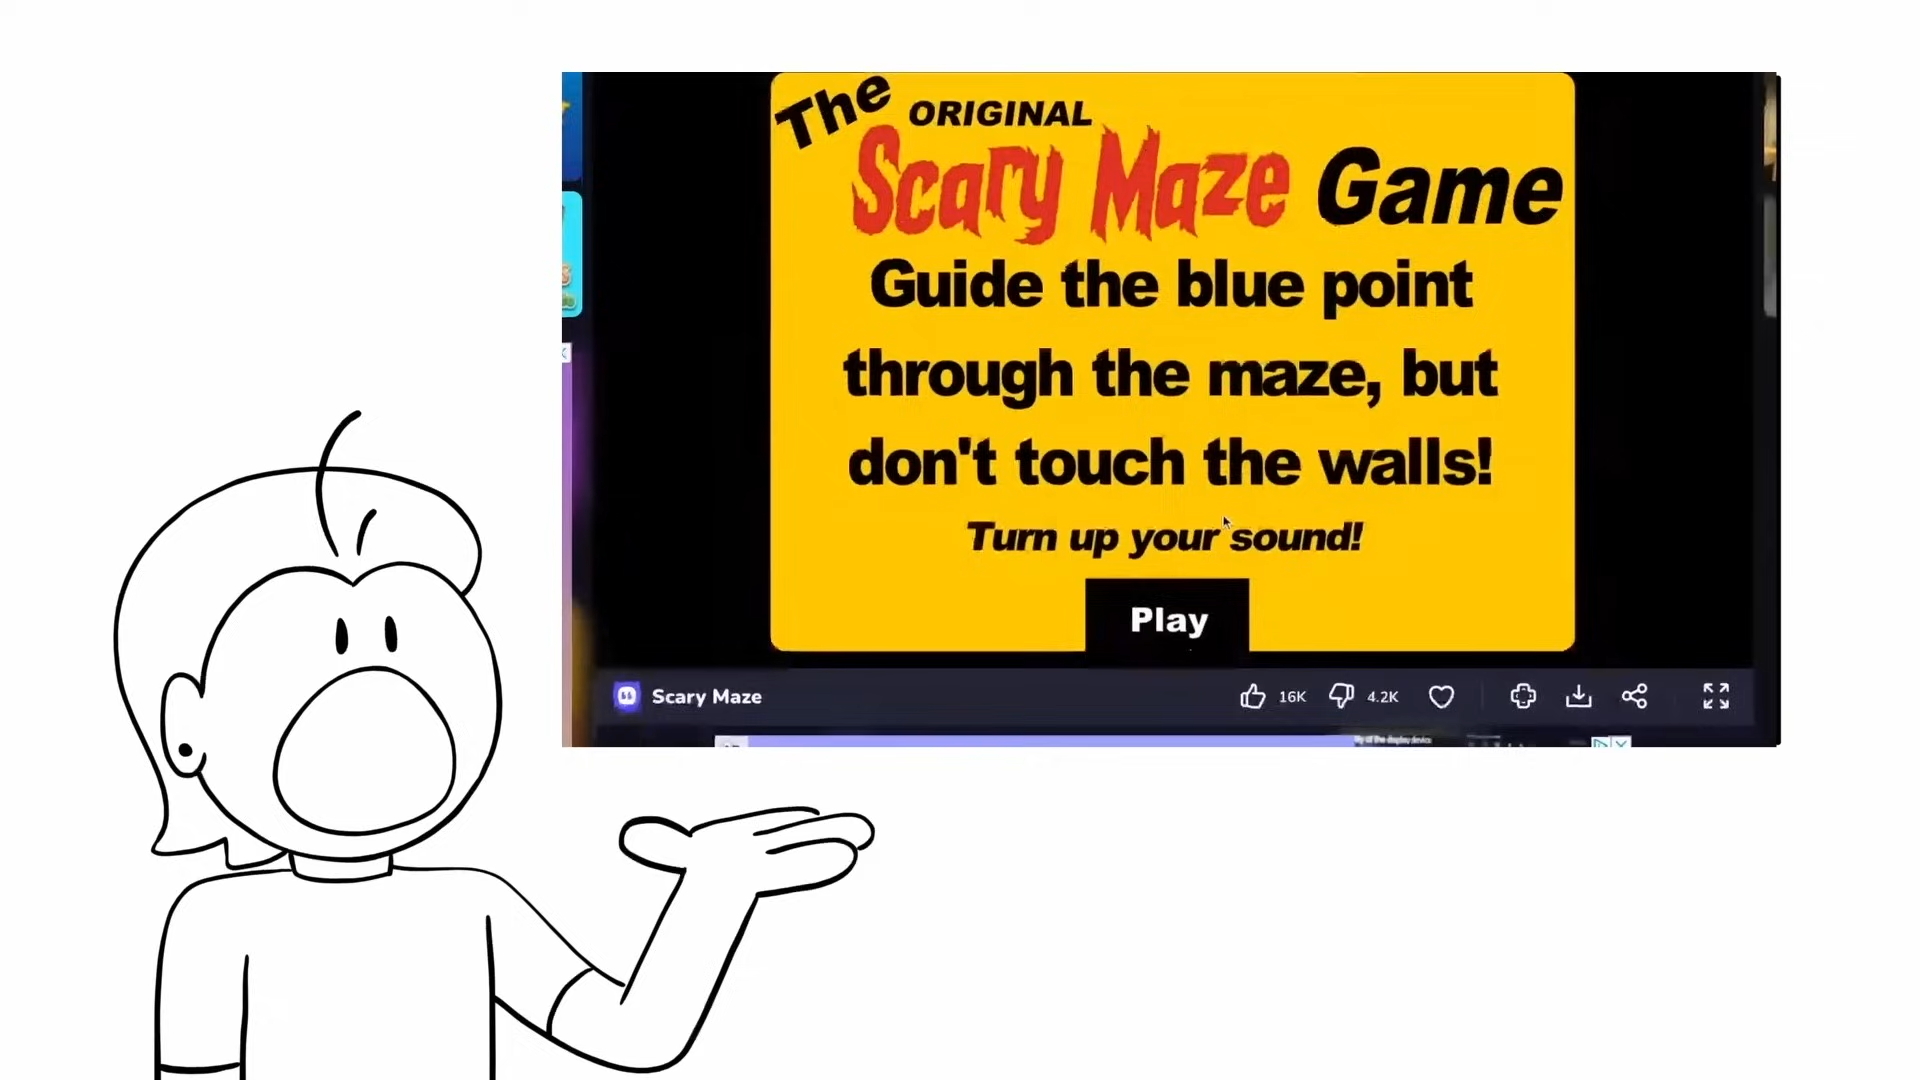 The ORIGINAL
Scary Maze Game
Guide the blue point
through the maze, but
don't touch the walls!
Turn up your sound!
Play
Scary Maze 16K 4.2K